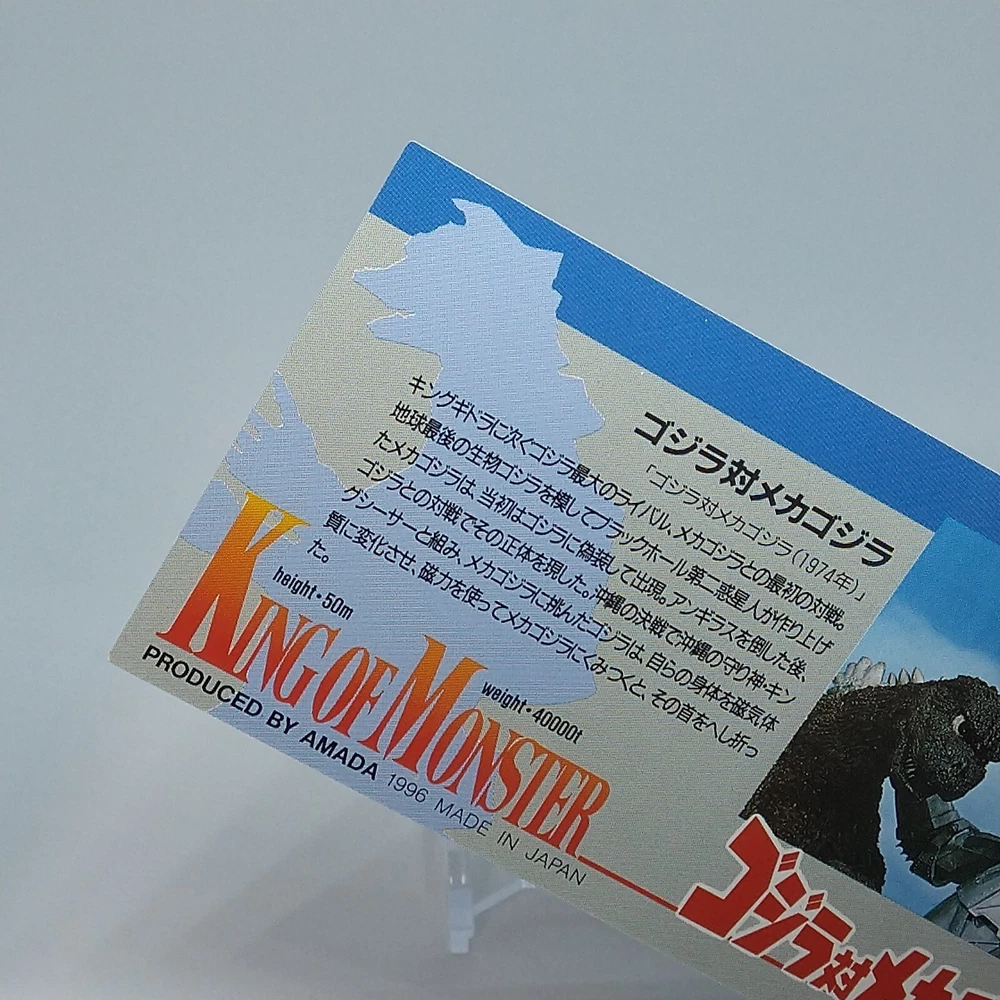 ゴジラ対メカゴジラ
「ゴジラ対メカゴジラ(1974年)」
キングギドラに次ぐゴジラ最大のライバル、メカゴジラとの最初の対戦。
地球最後の生物ゴジラを模してブラックホール第二惑星人が作り上げ
たメカゴジラは、当初はゴジラに偽装して出現。アンギラスを倒した後、
ゴジラとの対戦でその正体を現した。沖縄の決戦で沖縄の守り神・キン
グシーサーと組み、メカゴジラに挑んだゴジラは、自らの身体を磁気体
質に変化させ、磁力を使ってメカゴジラにくみつくと、その首をへし折っ
た。
height・50m
weight・40000t
KING OF MONSTER
PRODUCED BY AMADA 1996 MADE IN JAPAN
ゴジラ対メカ